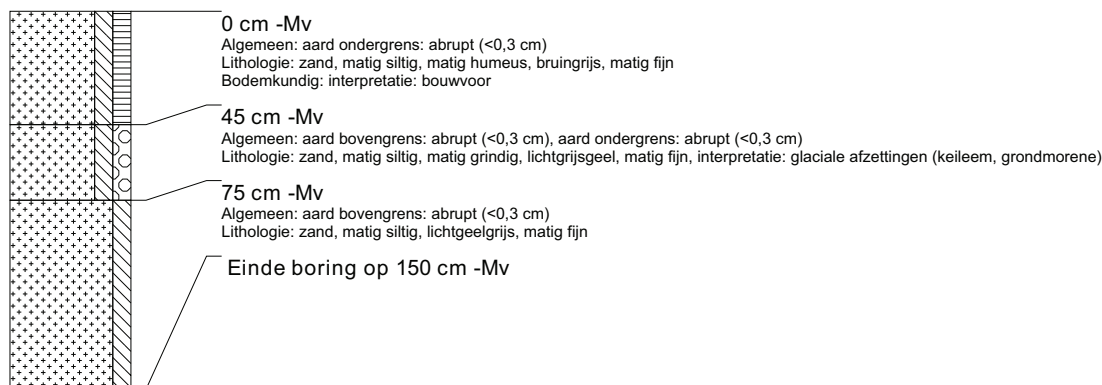 0 cm -Mv
Algemeen: aard ondergrens: abrupt (<0,3 cm)
Lithologie: zand, matig siltig, matig humeus, bruingrijs, matig fijn
Bodemkundig: interpretatie: bouwvoor
45 cm -Mv
Algemeen: aard bovengrens: abrupt (<0,3 cm), aard ondergrens: abrupt (<0,3 cm)
Lithologie: zand, matig siltig, matig grindig, lichtgrijsgeel, matig fijn, interpretatie: glaciale afzettingen (keileem, grondmorene)
75 cm -Mv
Algemeen: aard bovengrens: abrupt (<0,3 cm)
Lithologie: zand, matig siltig, lichtgeelgrijs, matig fijn
Einde boring op 150 cm -Mv